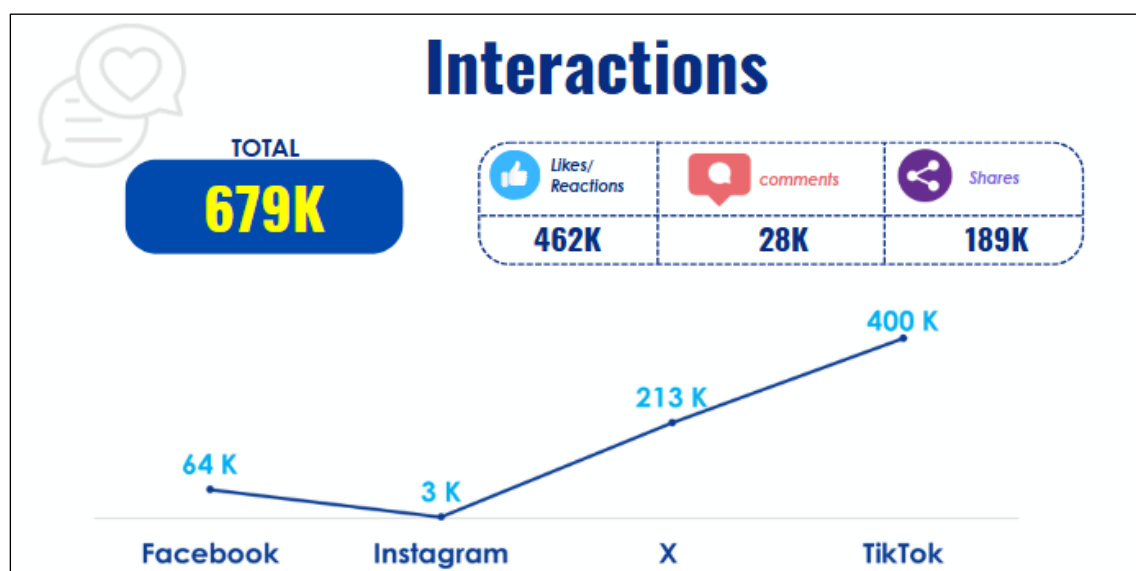 Interactions
TOTAL
679K
Likes/
Reactions
comments
Shares
462K
28K
189K
400 K
213 K
64 K
3 K
Facebook
Instagram
X
TikTok